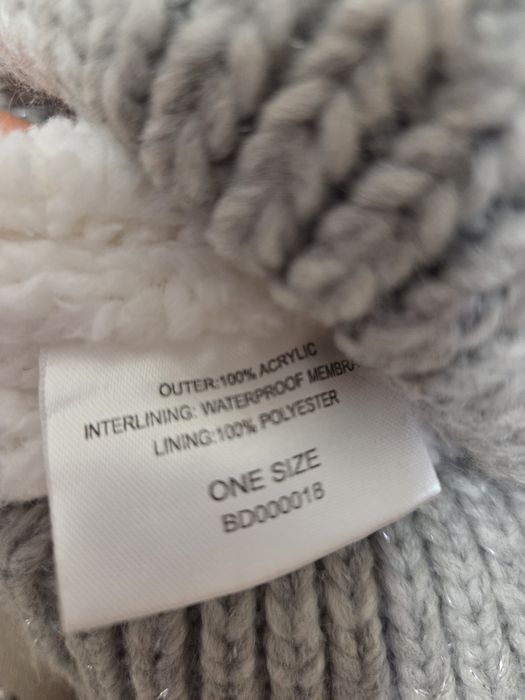 OUTER:100% ACRYLIC
INTERLINING: WATERPROOF MEMBRA
LINING:100% POLYESTER
ONE SIZE
BD000018